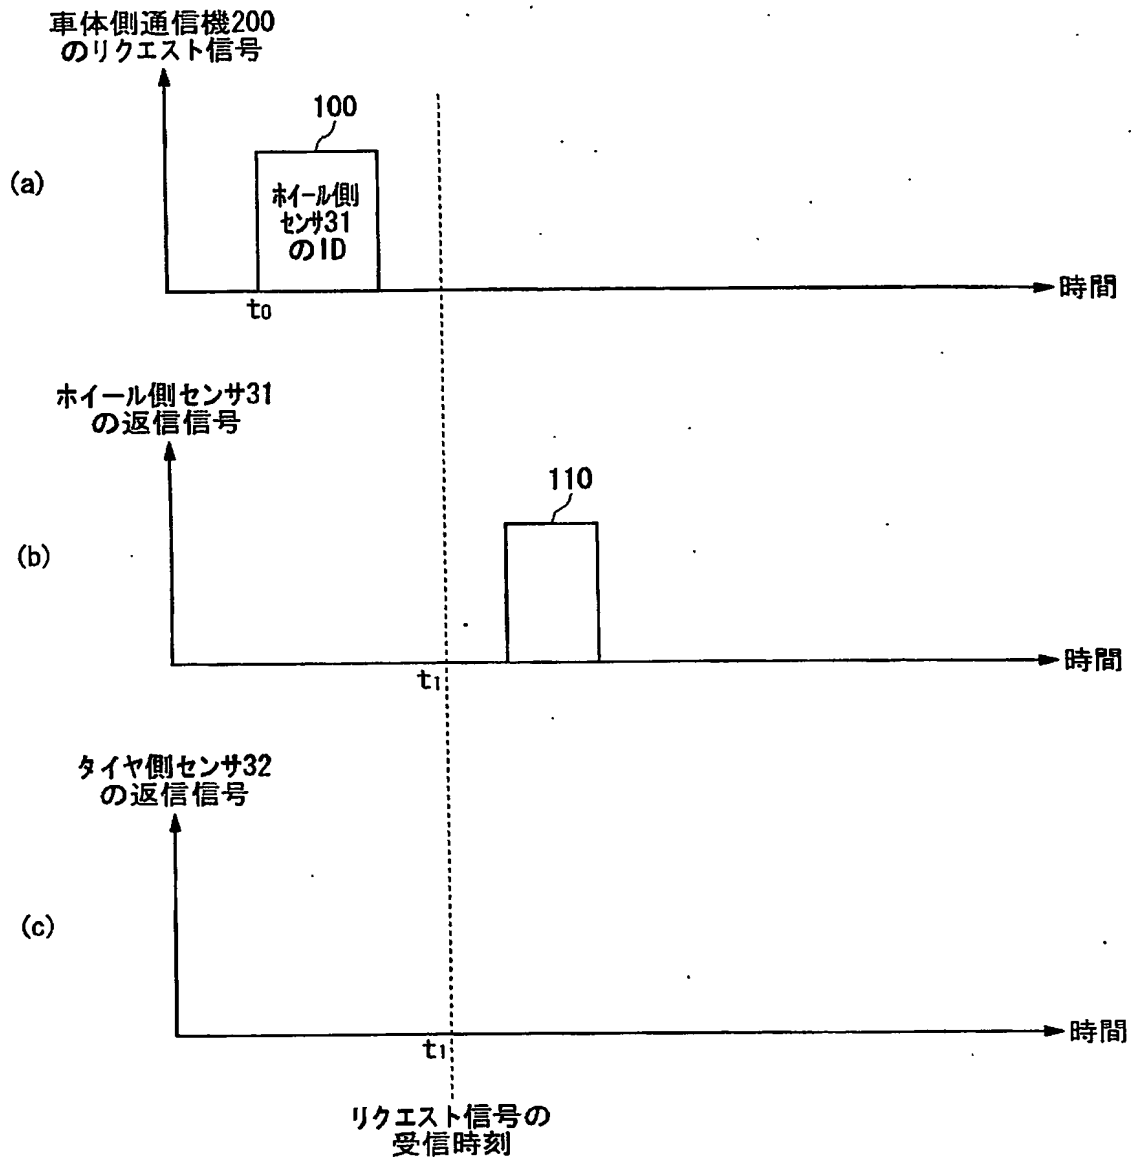 車体側通信機200
のリクエスト信号
100
(a)
ホイール側
センサ31
のID
t0
時間
ホイール側センサ31
の返信信号
110
(b)
t1
時間
タイヤ側センサ32
の返信信号
(c)
t1
時間
リクエスト信号の
受信時刻